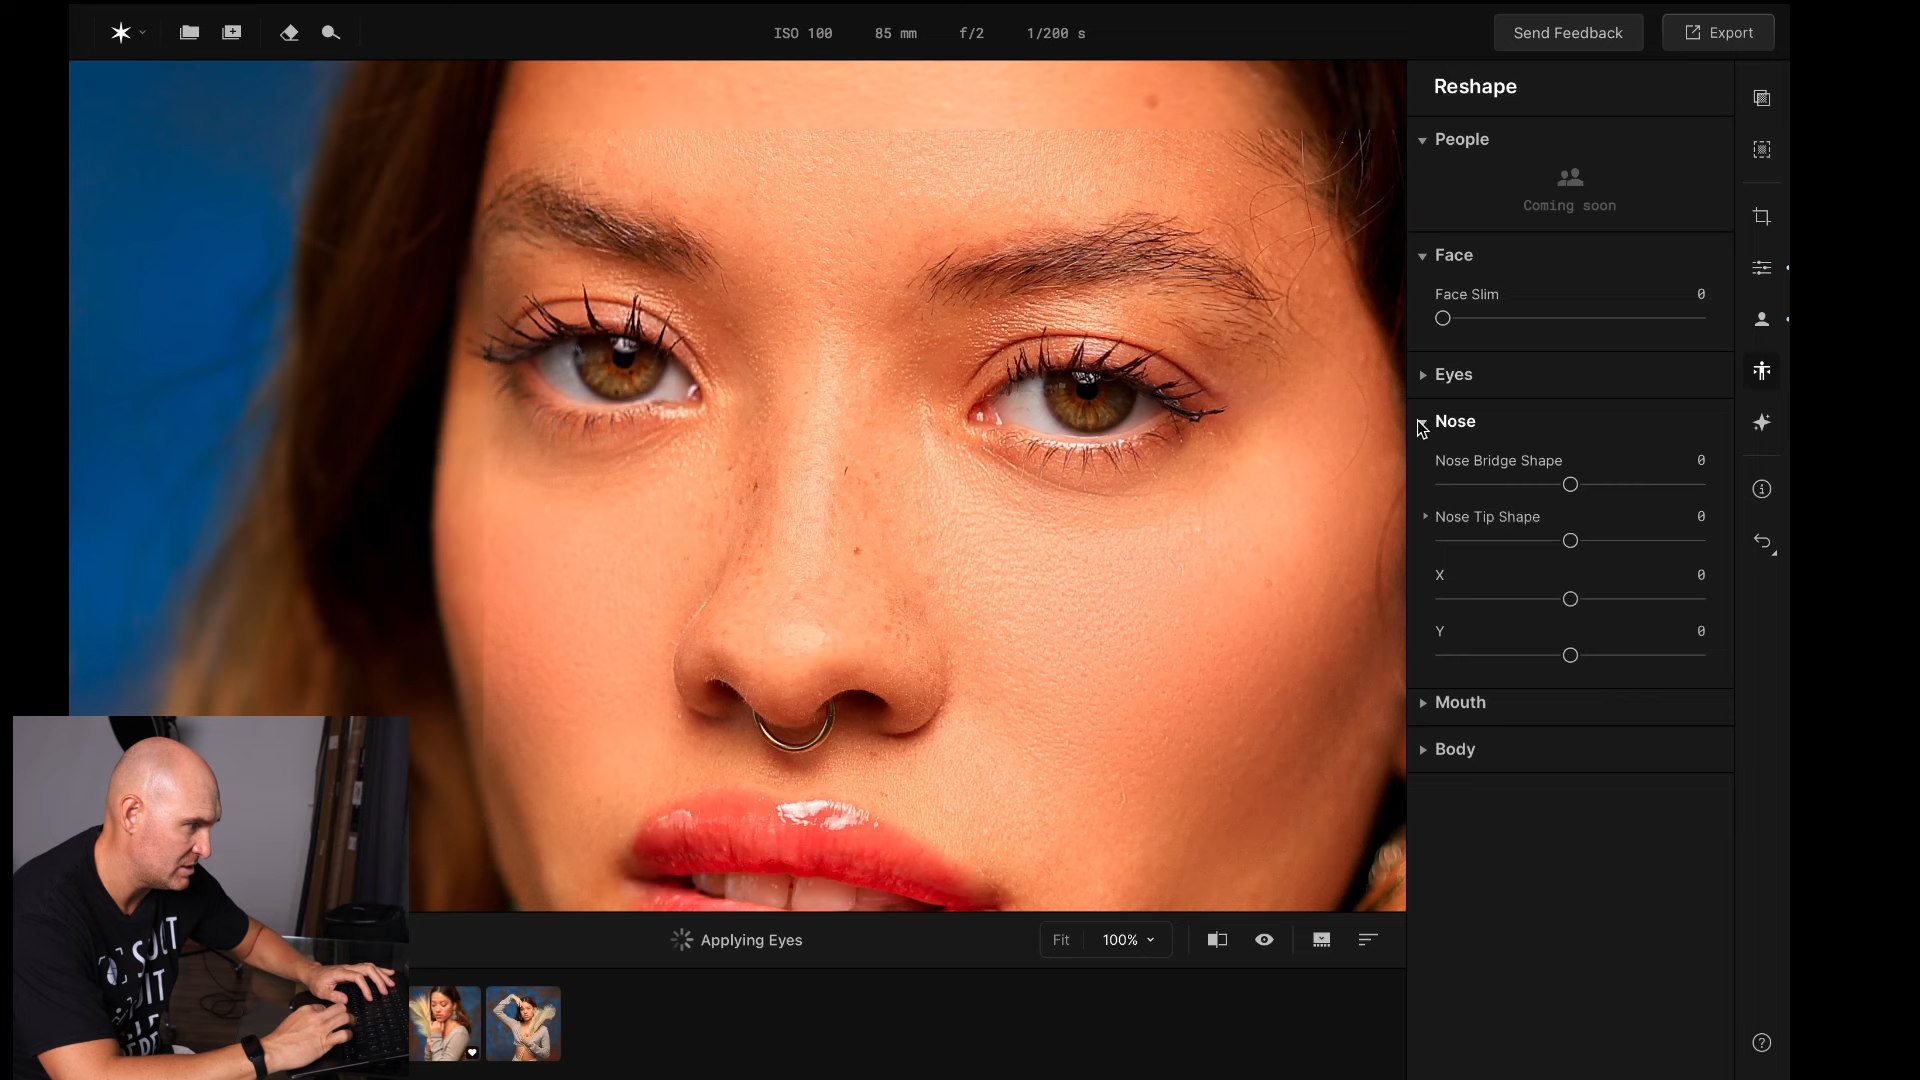 ISO 100 85 mm f/2 1/200 s
Send Feedback
Export
Reshape
People
Coming soon
Face
Face Slim 0
Eyes
Nose
Nose Bridge Shape 0
Nose Tip Shape 0
X 0
Y 0
Mouth
Body
Applying Eyes
Fit 100%